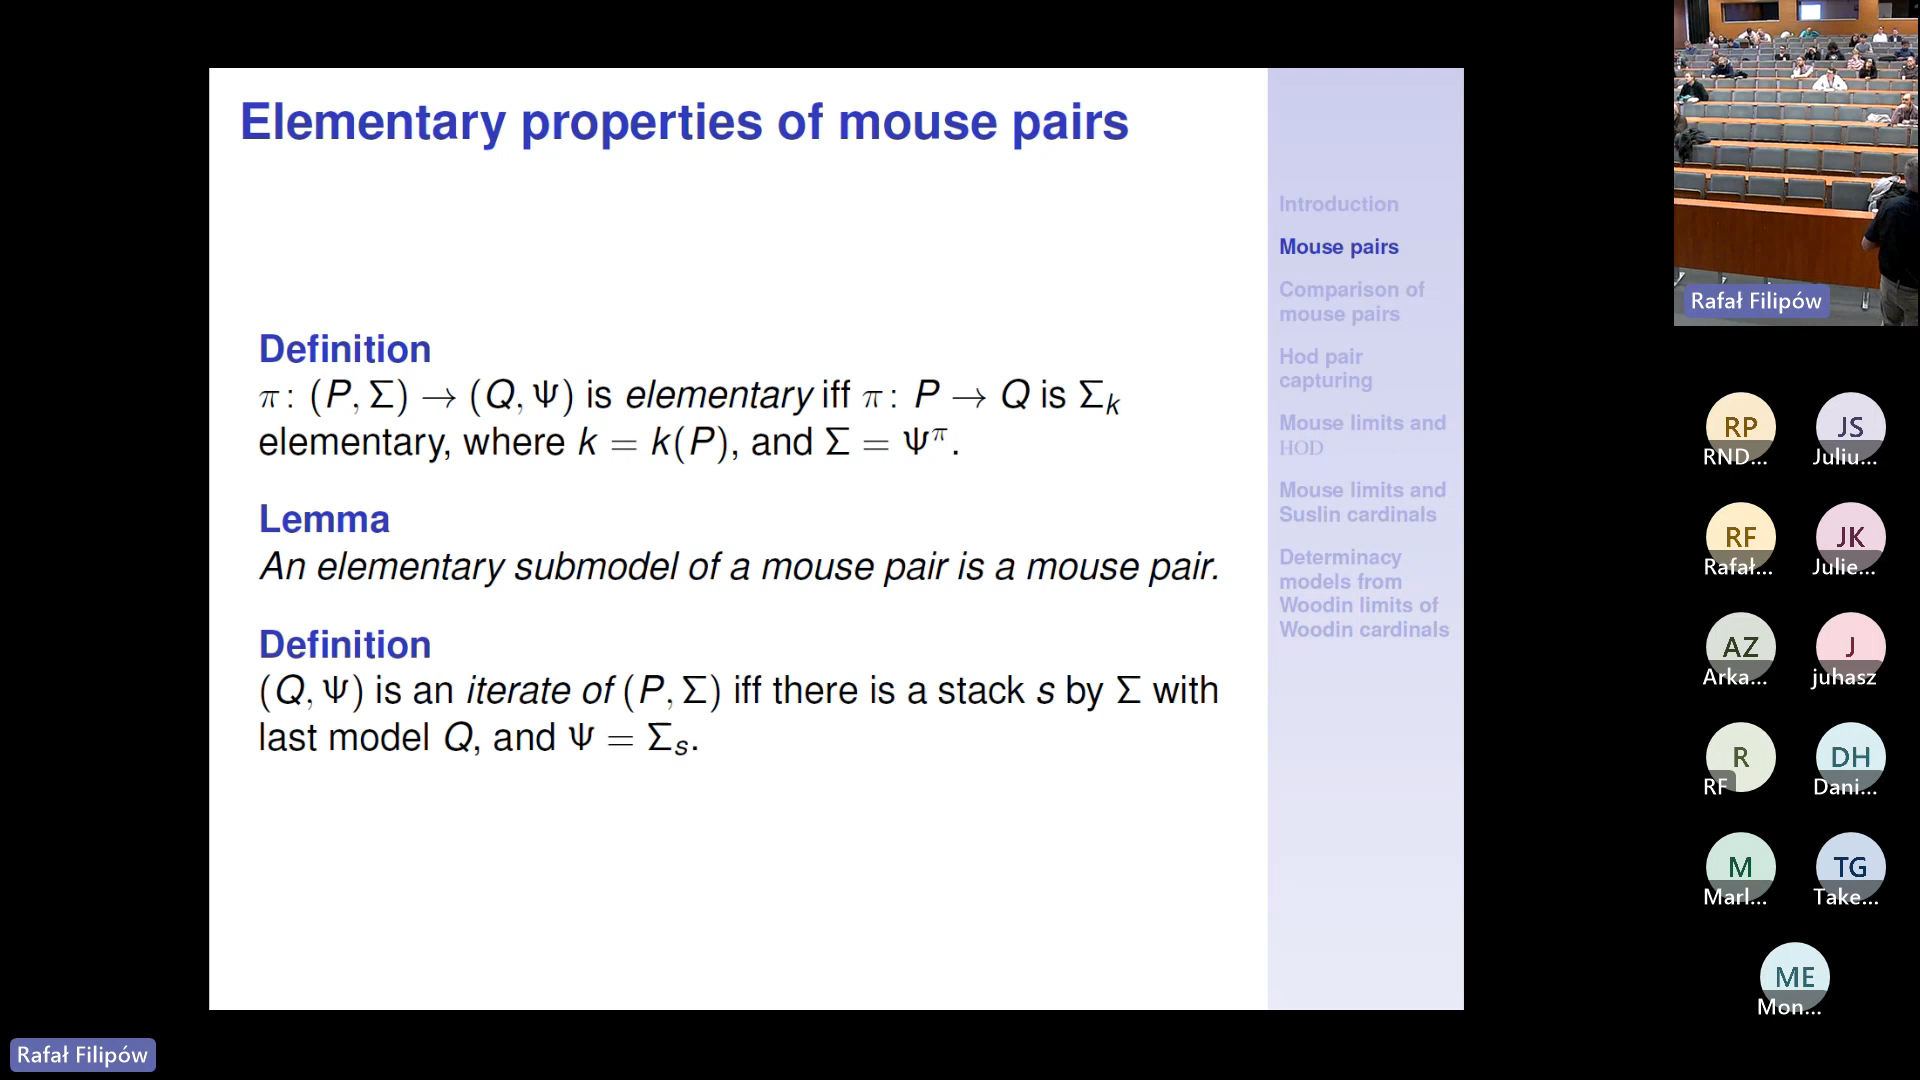 Elementary properties of mouse pairs
Definition
π: (P, Σ) → (Q, Ψ) is elementary iff π: P → Q is Σₖ
elementary, where k = k(P), and Σ = Ψ^π.
Lemma
An elementary submodel of a mouse pair is a mouse pair.
Definition
(Q, Ψ) is an iterate of (P, Σ) iff there is a stack s by Σ with
last model Q, and Ψ = Σₛ.
Introduction
Mouse pairs
Comparison of
mouse pairs
Hod pair
capturing
Mouse limits and
HOD
Mouse limits and
Suslin cardinals
Determinacy
models from
Woodin limits of
Woodin cardinals
Rafał Filipów
RP
RND...
JS
Juliu...
RF
Rafał...
JK
Julie...
AZ
Arka...
J
juhasz
R
RF
DH
Dani...
M
Marl...
TG
Take...
ME
Mon...
Rafał Filipów